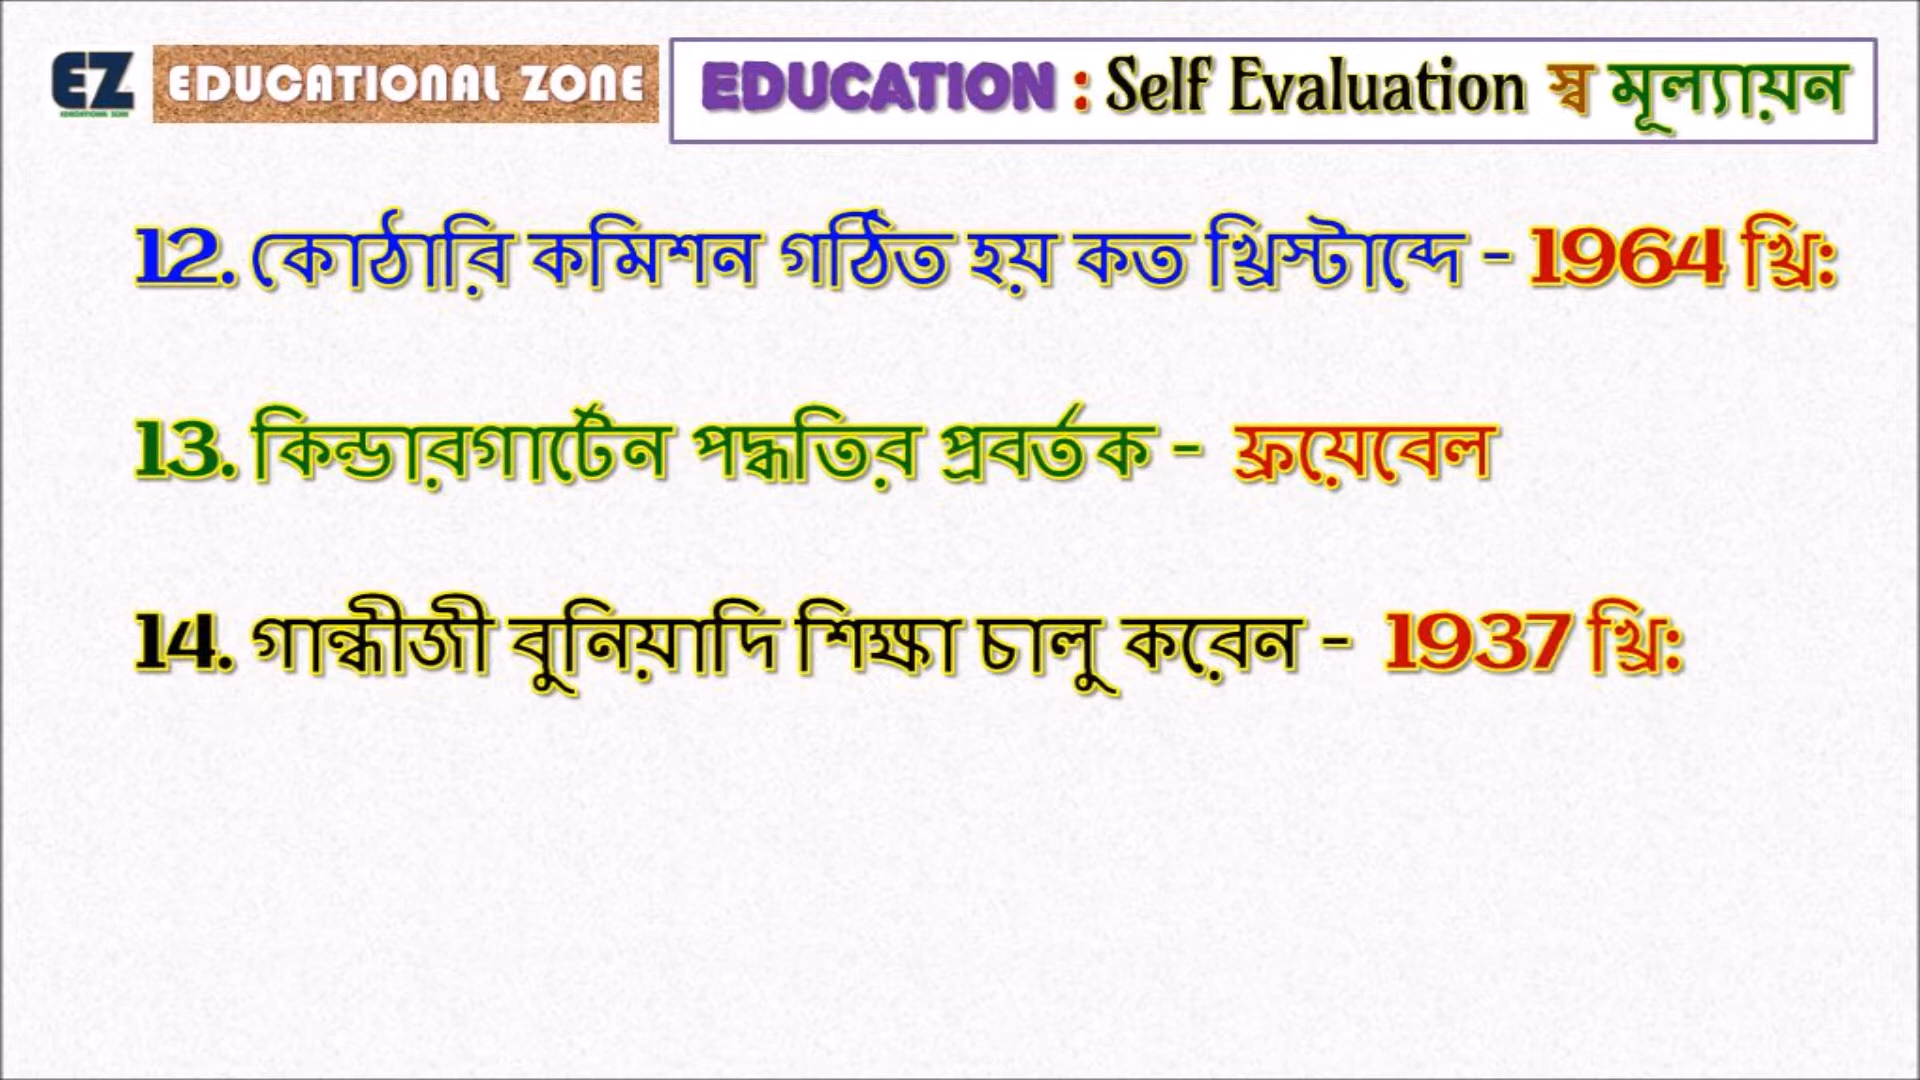 EZ EDUCATIONAL ZONE
EDUCATION : Self Evaluation স্ব মূল্যায়ন
12. কোঠারি কমিশন গঠিত হয় কত খ্রিস্টাব্দে - 1964 খ্রি:
13. কিন্ডারগার্টেন পদ্ধতির প্রবর্তক - ফ্রয়েবেল
14. গান্ধীজী বুনিয়াদি শিক্ষা চালু করেন - 1937 খ্রি: